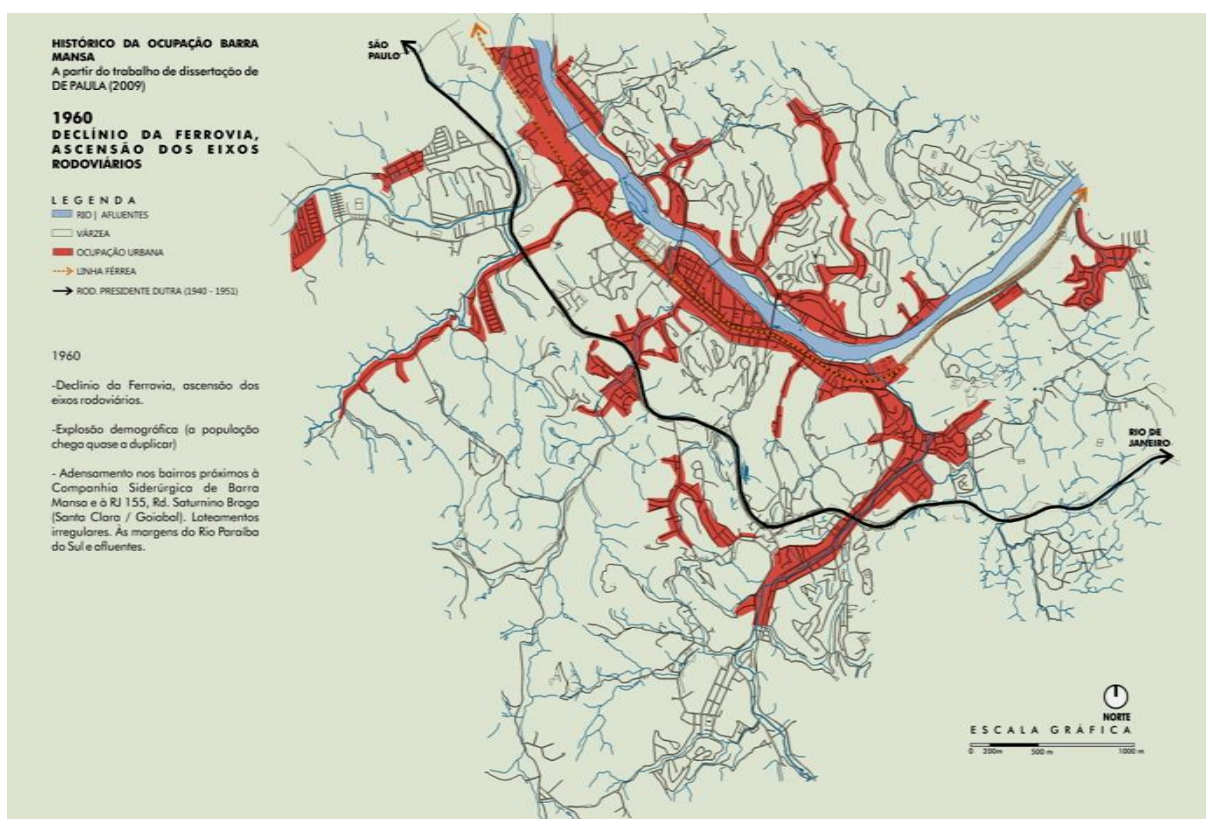 HISTÓRICO DA OCUPAÇÃO BARRA
MANSA
A partir do trabalho de dissertação de
DE PAULA (2009)
1960
DECLÍNIO DA FERROVIA,
ASCENSÃO DOS EIXOS
RODOVIÁRIOS
LEGENDA
RIO | AFLUENTES
VÁRZEA
OCUPAÇÃO URBANA
LINHA FÉRREA
ROD. PRESIDENTE DUTRA (1940 - 1951)
1960
-Declínio da Ferrovia, ascensão dos
eixos rodoviários.
-Explosão demográfica (a população
chega quase a duplicar)
- Adensamento nos bairros próximos à
Companhia Siderúrgica de Barra
Mansa e à RJ 155, Rd. Saturnino Braga
(Santa Clara / Goiabal). Loteamentos
irregulares. Às margens do Rio Paraíba
do Sul e afluentes.
SÃO
PAULO
RIO DE
JANEIRO
NORTE
ESCALA GRÁFICA
0 200m 500 m 1000 m